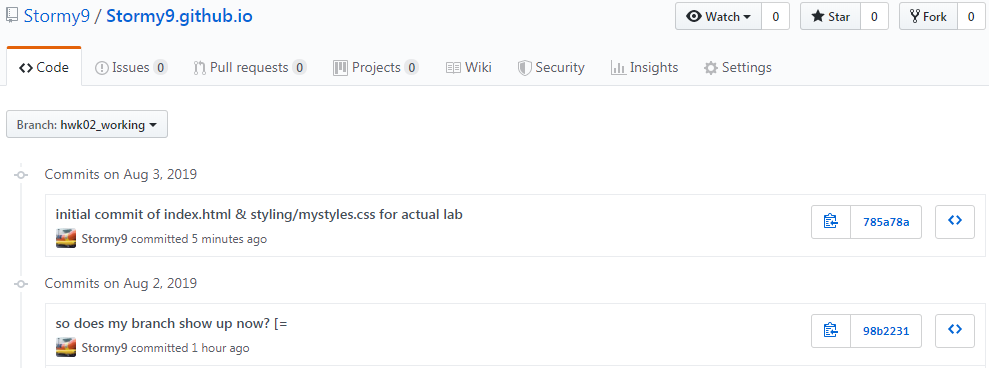 Stormy9 / Stormy9.github.io
Watch 0 Star 0 Fork 0
Code Issues 0 Pull requests 0 Projects 0 Wiki Security Insights Settings
Branch: hwk02_working
Commits on Aug 3, 2019
initial commit of index.html & styling/mystyles.css for actual lab
785a78a
Stormy9 committed 5 minutes ago
Commits on Aug 2, 2019
so does my branch show up now? [=
98b2231
Stormy9 committed 1 hour ago